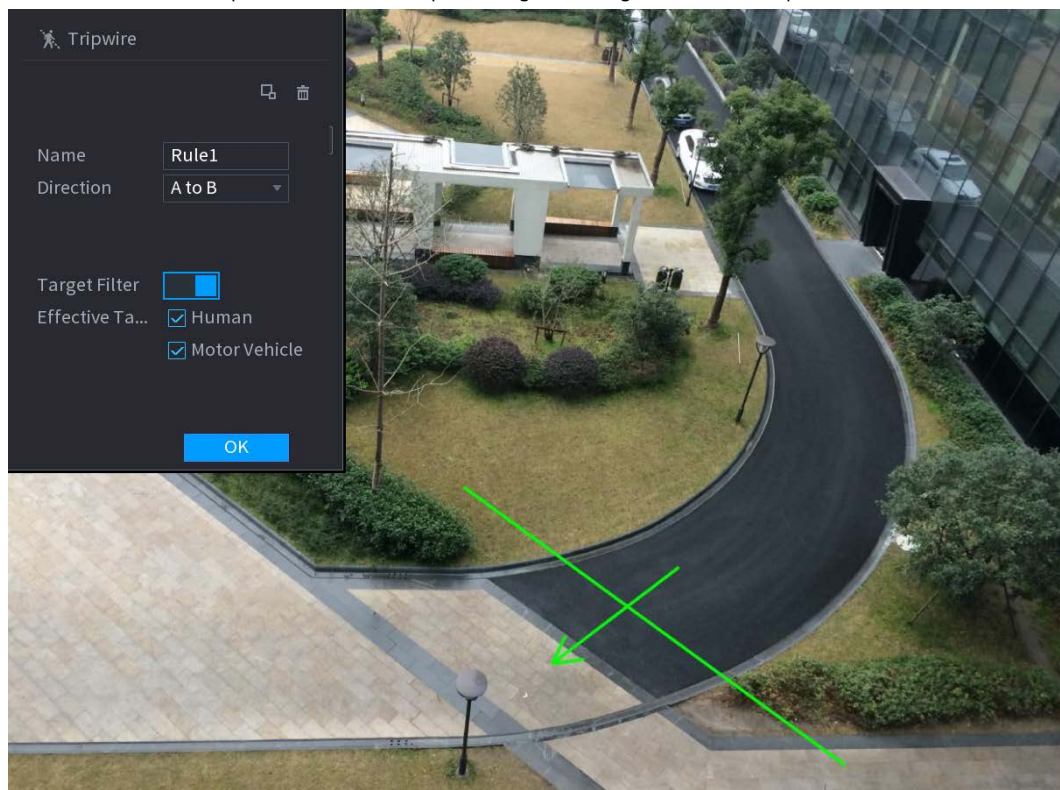 Tripwire
Name Rule1
Direction A to B
Target Filter
Effective Ta... Human
Motor Vehicle
OK